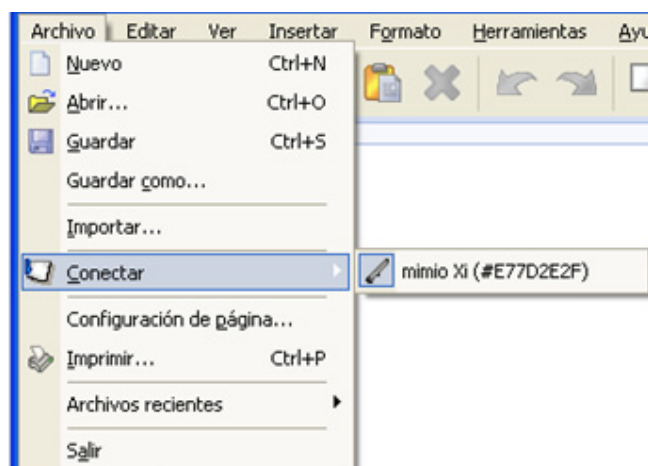 Archivo Editar Ver Insertar Formato Herramientas Ayu
Nuevo Ctrl+N
Abrir... Ctrl+O
Guardar Ctrl+S
Guardar como...
Importar...
Conectar mimio Xi (#E77D2E2F)
Configuración de página...
Imprimir... Ctrl+P
Archivos recientes
Salir